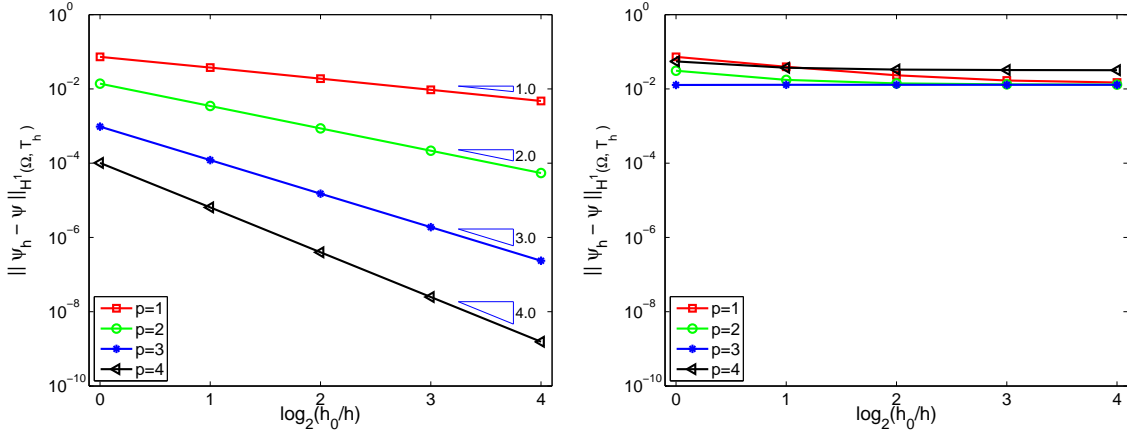 10^0
10^−2
10^−4
10^−6
10^−8
10^−10
|| ψ_h − ψ ||_{H^1(Ω, T_h)}
1.0
2.0
3.0
4.0
p=1
p=2
p=3
p=4
0 1 2 3 4
log_2(h_0/h)
10^0
10^−2
10^−4
10^−6
10^−8
10^−10
|| ψ_h − ψ ||_{H^1(Ω, T_h)}
p=1
p=2
p=3
p=4
0 1 2 3 4
log_2(h_0/h)